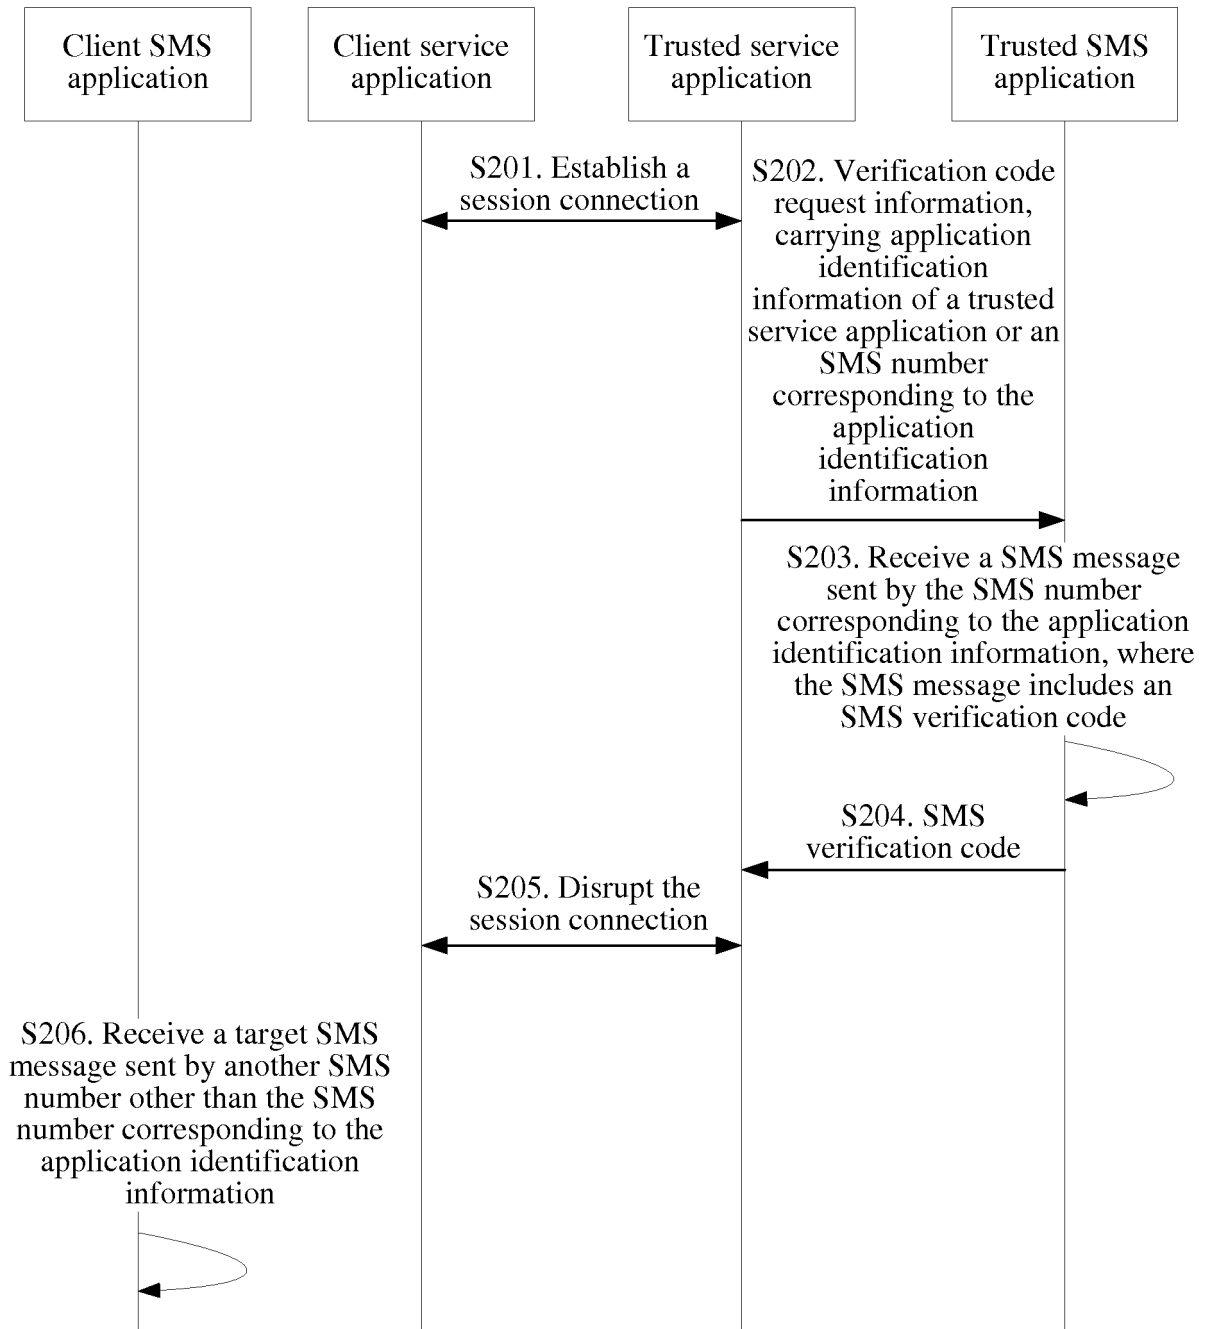 Client SMS
application
Client service
application
Trusted service
application
Trusted SMS
application
S201. Establish a
session connection
S202. Verification code
request information,
carrying application
identification
information of a trusted
service application or an
SMS number
corresponding to the
application
identification
information
S203. Receive a SMS message
sent by the SMS number
corresponding to the application
identification information, where
the SMS message includes an
SMS verification code
S204. SMS
verification code
S205. Disrupt the
session connection
S206. Receive a target SMS
message sent by another SMS
number other than the SMS
number corresponding to the
application identification
information